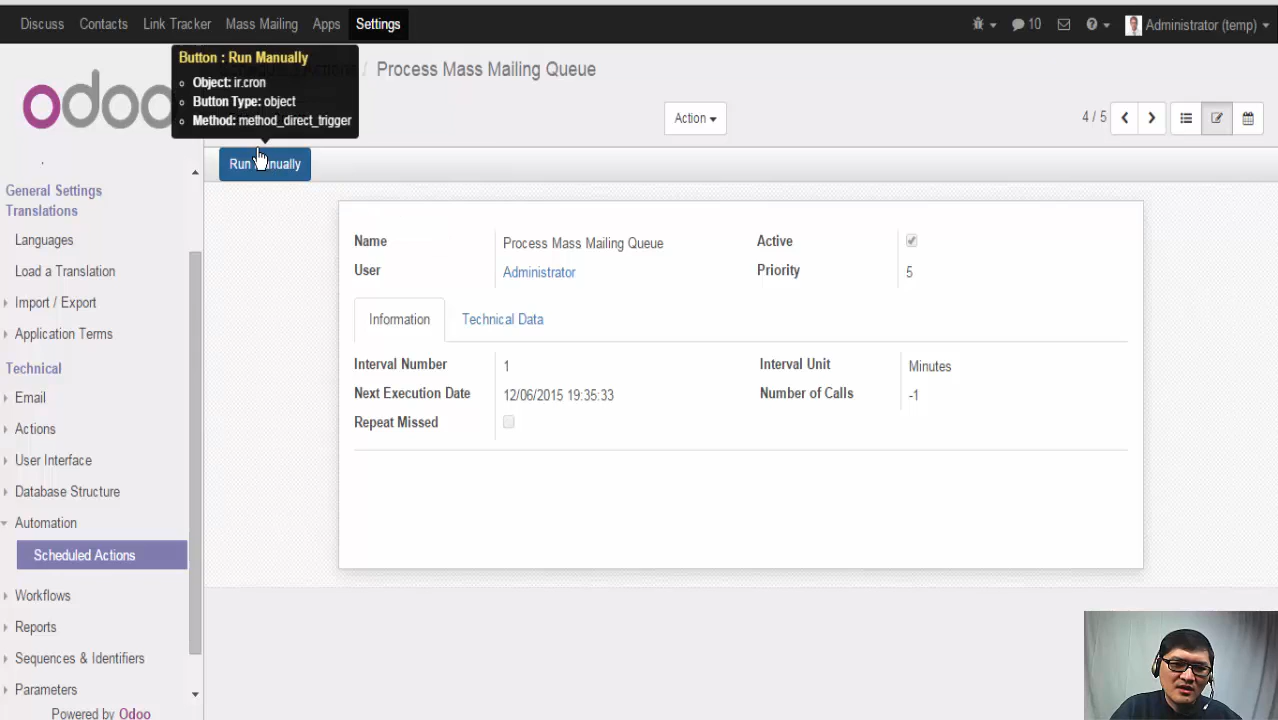 Discuss Contacts Link Tracker Mass Mailing Apps Settings 10 Administrator (temp)
Button : Run Manually
Object: ir.cron
Button Type: object
Method: method_direct_trigger
/ Process Mass Mailing Queue
odoo
Action
4 / 5
Run Manually
General Settings
Translations
Languages
Load a Translation
Import / Export
Application Terms
Technical
Email
Actions
User Interface
Database Structure
Automation
Scheduled Actions
Workflows
Reports
Sequences & Identifiers
Parameters
Powered by Odoo
Name Process Mass Mailing Queue Active
User Administrator Priority 5
Information Technical Data
Interval Number 1 Interval Unit Minutes
Next Execution Date 12/06/2015 19:35:33 Number of Calls -1
Repeat Missed